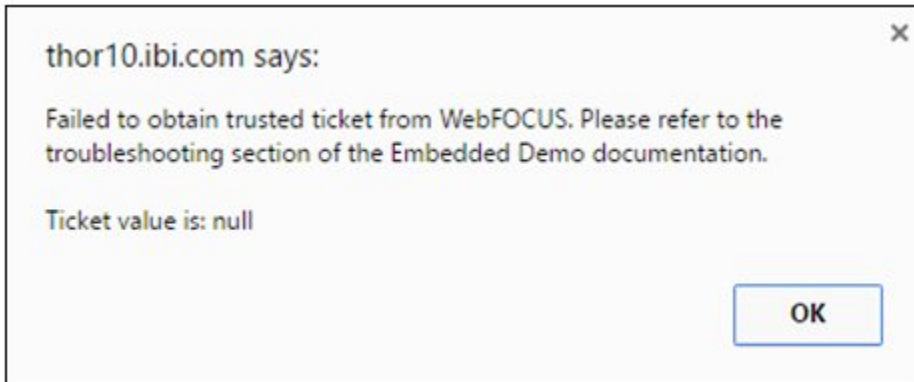 thor10.ibi.com says:
Failed to obtain trusted ticket from WebFOCUS. Please refer to the
troubleshooting section of the Embedded Demo documentation.
Ticket value is: null
OK